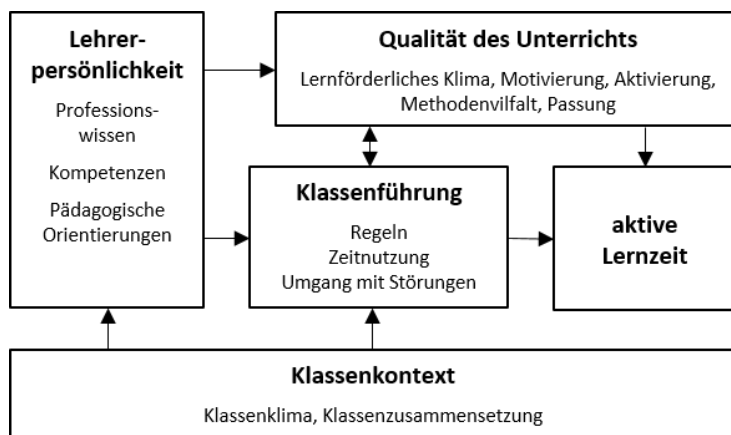 Lehrer-
persönlichkeit
Professions-
wissen
Kompetenzen
Pädagogische
Orientierungen
Qualität des Unterrichts
Lernförderliches Klima, Motivierung, Aktivierung,
Methodenvilfalt, Passung
Klassenführung
Regeln
Zeitnutzung
Umgang mit Störungen
aktive
Lernzeit
Klassenkontext
Klassenklima, Klassenzusammensetzung